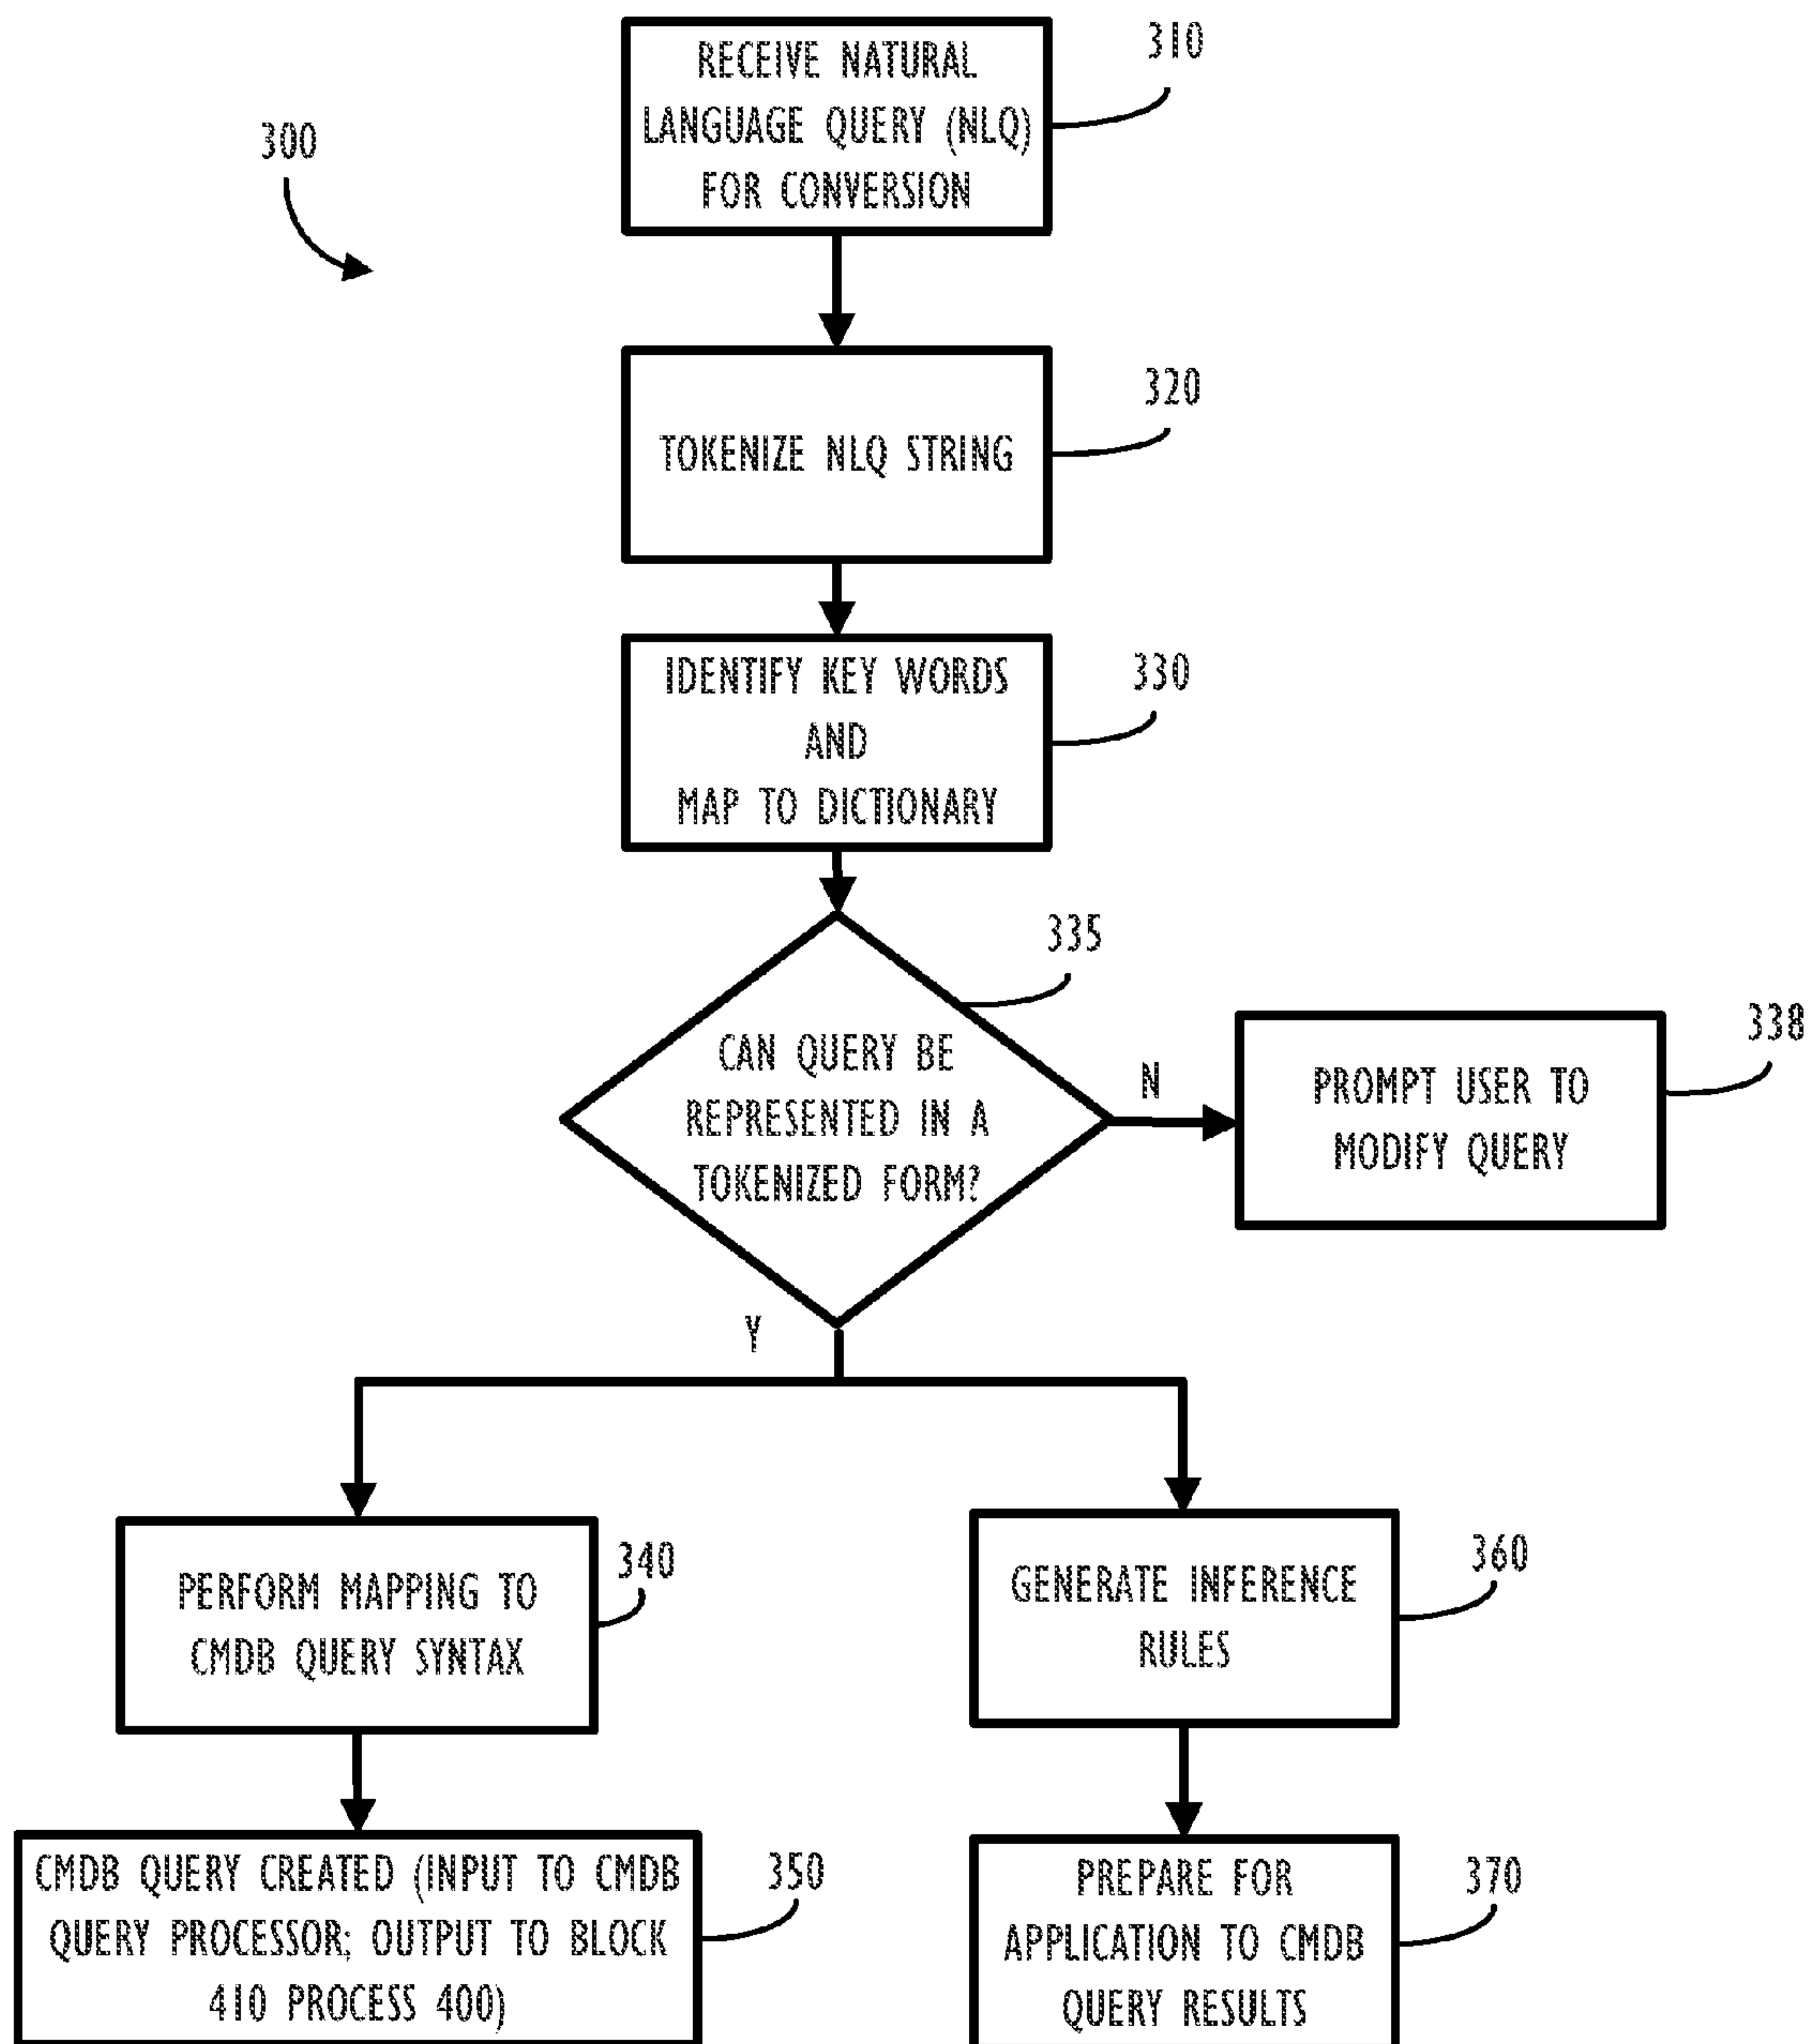 310
RECEIVE NATURAL
LANGUAGE QUERY (NLQ)
FOR CONVERSION
300
320
TOKENIZE NLQ STRING
330
IDENTIFY KEY WORDS
AND
MAP TO DICTIONARY
335
CAN QUERY BE
REPRESENTED IN A
TOKENIZED FORM?
N
338
PROMPT USER TO
MODIFY QUERY
Y
340
PERFORM MAPPING TO
CMDB QUERY SYNTAX
360
GENERATE INFERENCE
RULES
350
CMDB QUERY CREATED (INPUT TO CMDB
QUERY PROCESSOR; OUTPUT TO BLOCK
410 PROCESS 400)
370
PREPARE FOR
APPLICATION TO CMDB
QUERY RESULTS